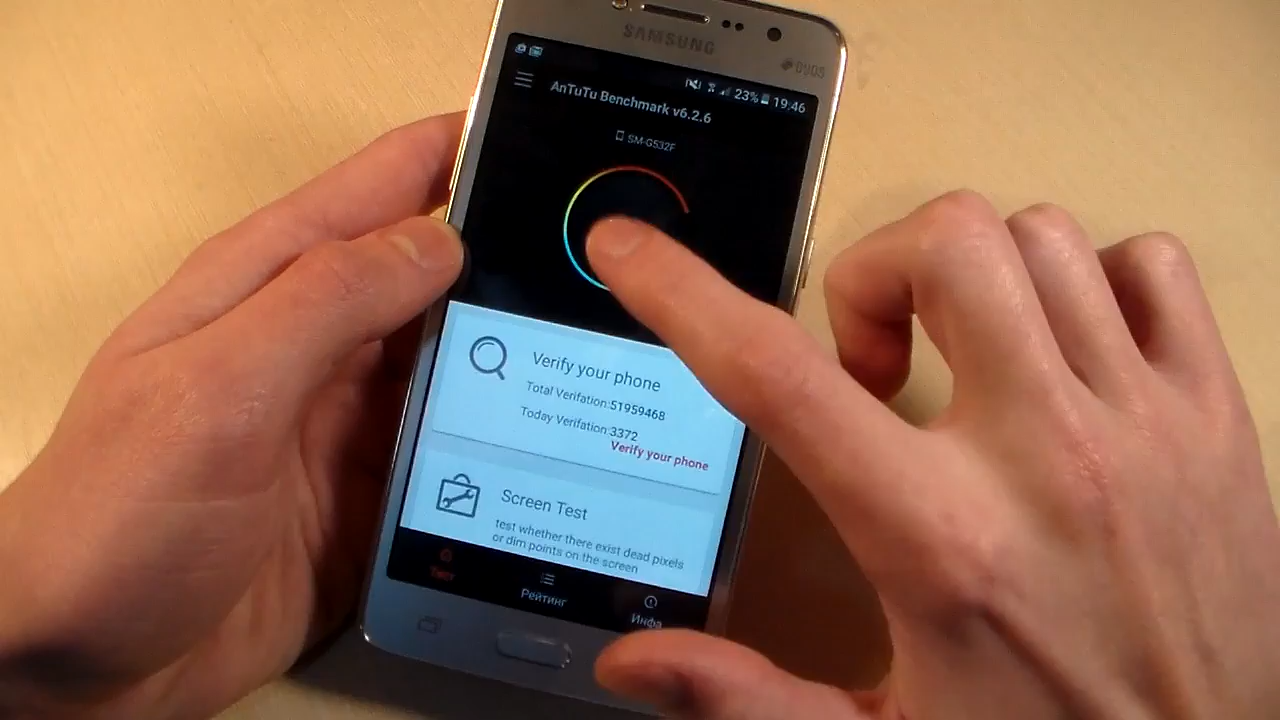 SAMSUNG
DUOS
23% 19:46
AnTuTu Benchmark v6.2.6
SM-G532F
Verify your phone
Total Verifation:51959468
Today Verifation:3372
Verify your phone
Screen Test
test whether there exist dead pixels
or dim points on the screen
Тест
Рейтинг
Инфа